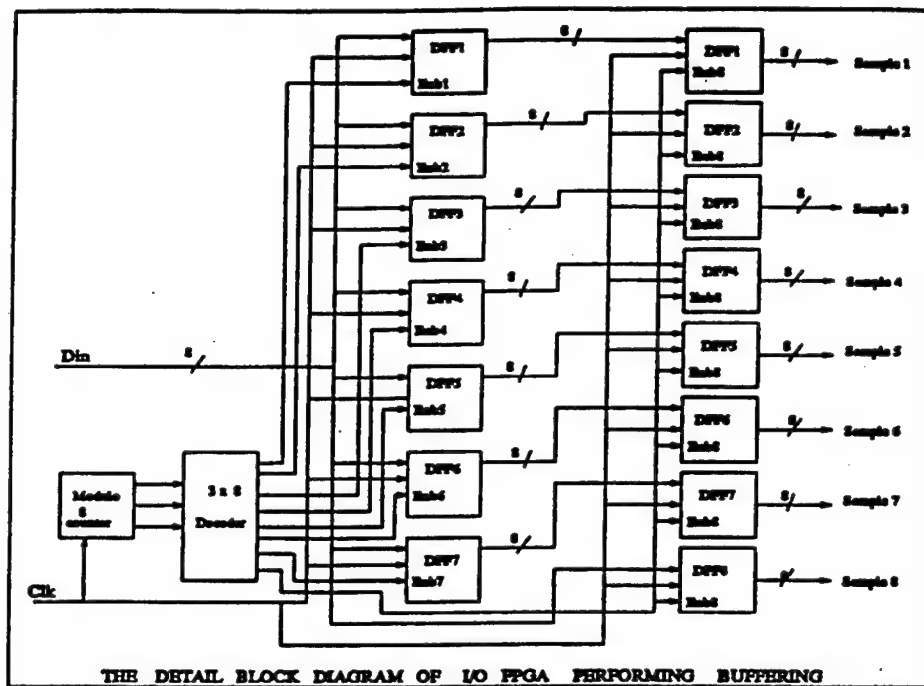 DFF1
Enb1
8
DFF1
Enb8
8
Sample 1
DFF2
Enb2
8
DFF2
Enb8
8
Sample 2
DFF3
Enb3
8
DFF3
Enb8
8
Sample 3
DFF4
Enb4
8
DFF4
Enb8
8
Sample 4
Din
8
DFF5
Enb5
8
DFF5
Enb8
8
Sample 5
DFF6
Enb6
8
DFF6
Enb8
8
Sample 6
Modulo
8
counter
3 x 8
Decoder
DFF7
Enb7
8
DFF7
Enb8
8
Sample 7
Clk
DFF8
Enb8
Sample 8
THE DETAIL BLOCK DIAGRAM OF I/O FPGA PERFORMING BUFFERING